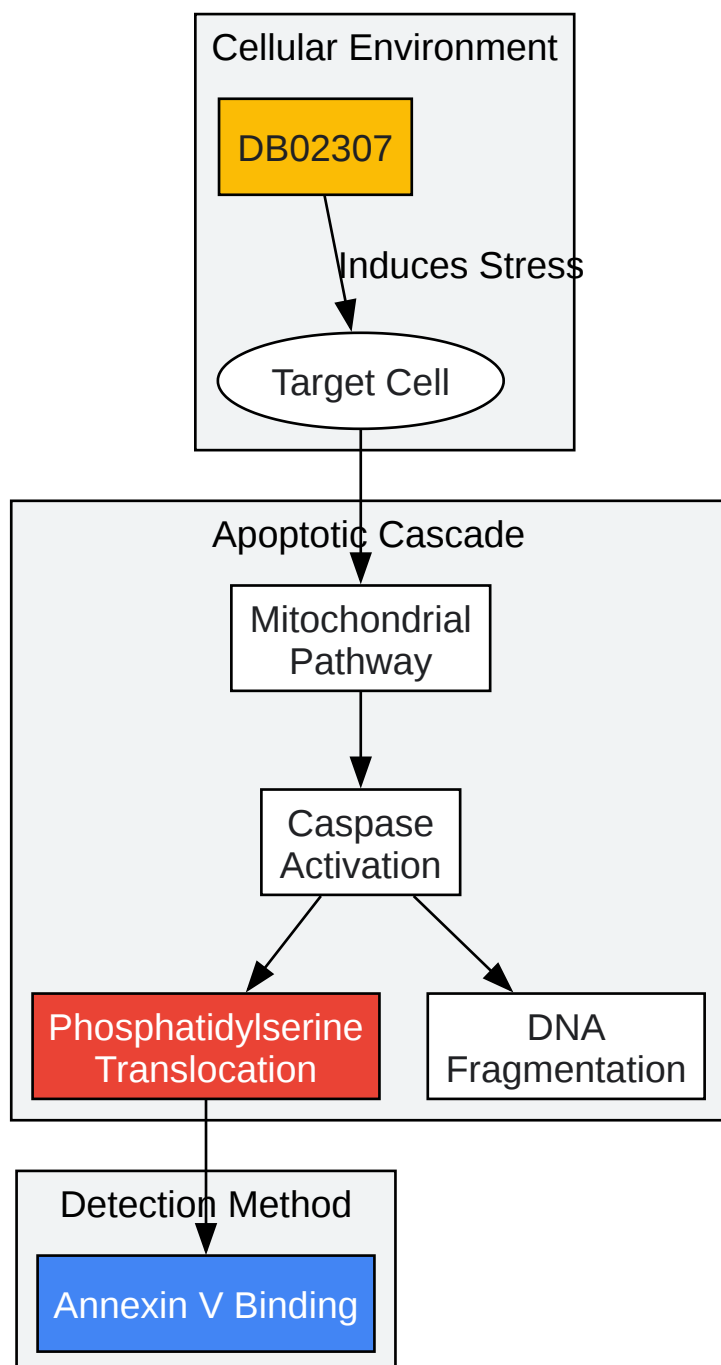 Cellular Environment
DB02307
Induces Stress
Target Cell
Apoptotic Cascade
Mitochondrial
Pathway
Caspase
Activation
Phosphatidylserine
Translocation
DNA
Fragmentation
Detection Method
Annexin V Binding